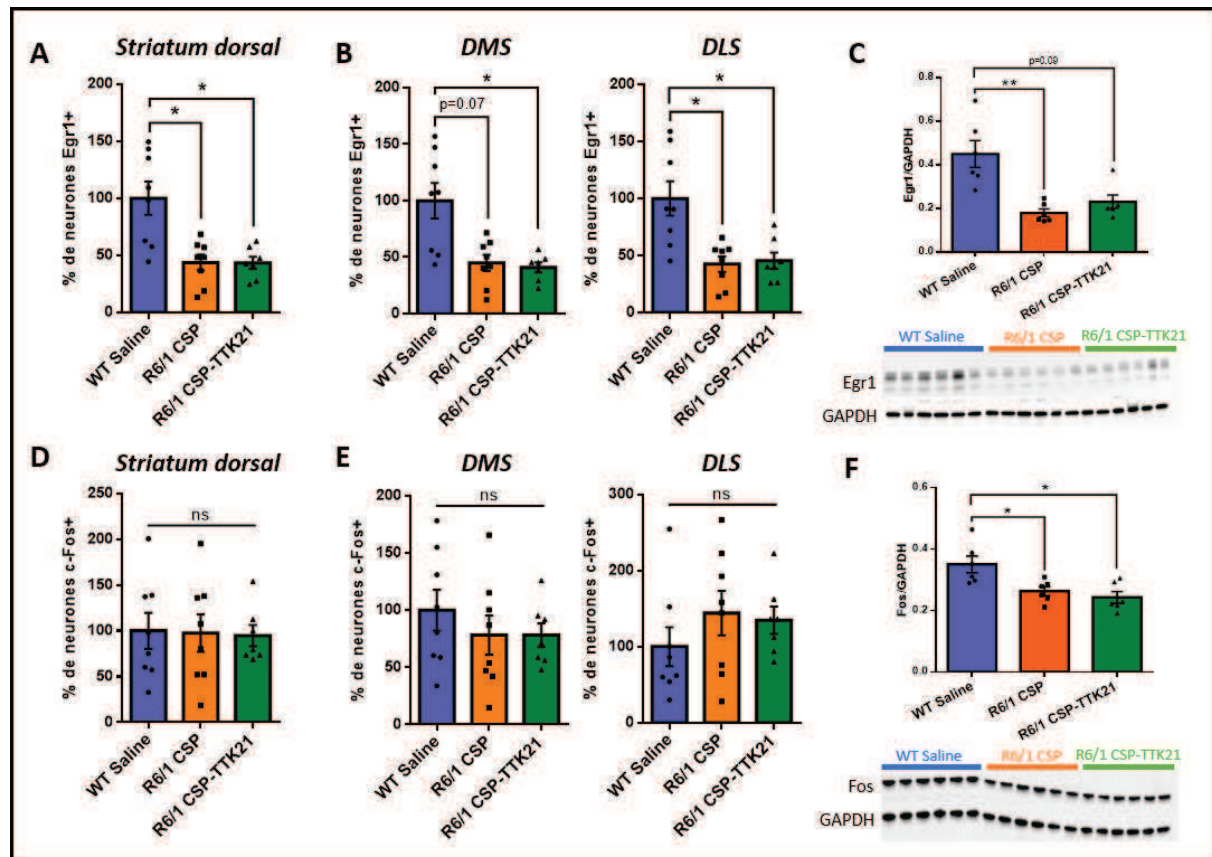 A
Striatum dorsal
% de neurones Egr1+
200
150
100
50
0
*
*
WT Saline
R6/1 CSP
R6/1 CSP-TTK21
B
DMS
% de neurones Egr1+
200
150
100
50
0
*
p=0.07
WT Saline
R6/1 CSP
R6/1 CSP-TTK21
DLS
% de neurones Egr1+
200
150
100
50
0
*
*
WT Saline
R6/1 CSP
R6/1 CSP-TTK21
C
p=0.09
**
Egr1/GAPDH
0.8
0.6
0.4
0.2
0.0
WT Saline
R6/1 CSP
R6/1 CSP-TTK21
WT Saline R6/1 CSP R6/1 CSP-TTK21
Egr1
GAPDH
D
Striatum dorsal
% de neurones c-Fos+
250
200
150
100
50
0
ns
WT Saline
R6/1 CSP
R6/1 CSP-TTK21
E
DMS
% de neurones c-Fos+
200
150
100
50
0
ns
WT Saline
R6/1 CSP
R6/1 CSP-TTK21
DLS
% de neurones c-Fos+
300
200
100
0
ns
WT Saline
R6/1 CSP
R6/1 CSP-TTK21
F
*
*
Fos/GAPDH
0.6
0.4
0.2
0.0
WT Saline
R6/1 CSP
R6/1 CSP-TTK21
WT Saline R6/1 CSP R6/1 CSP-TTK21
Fos
GAPDH